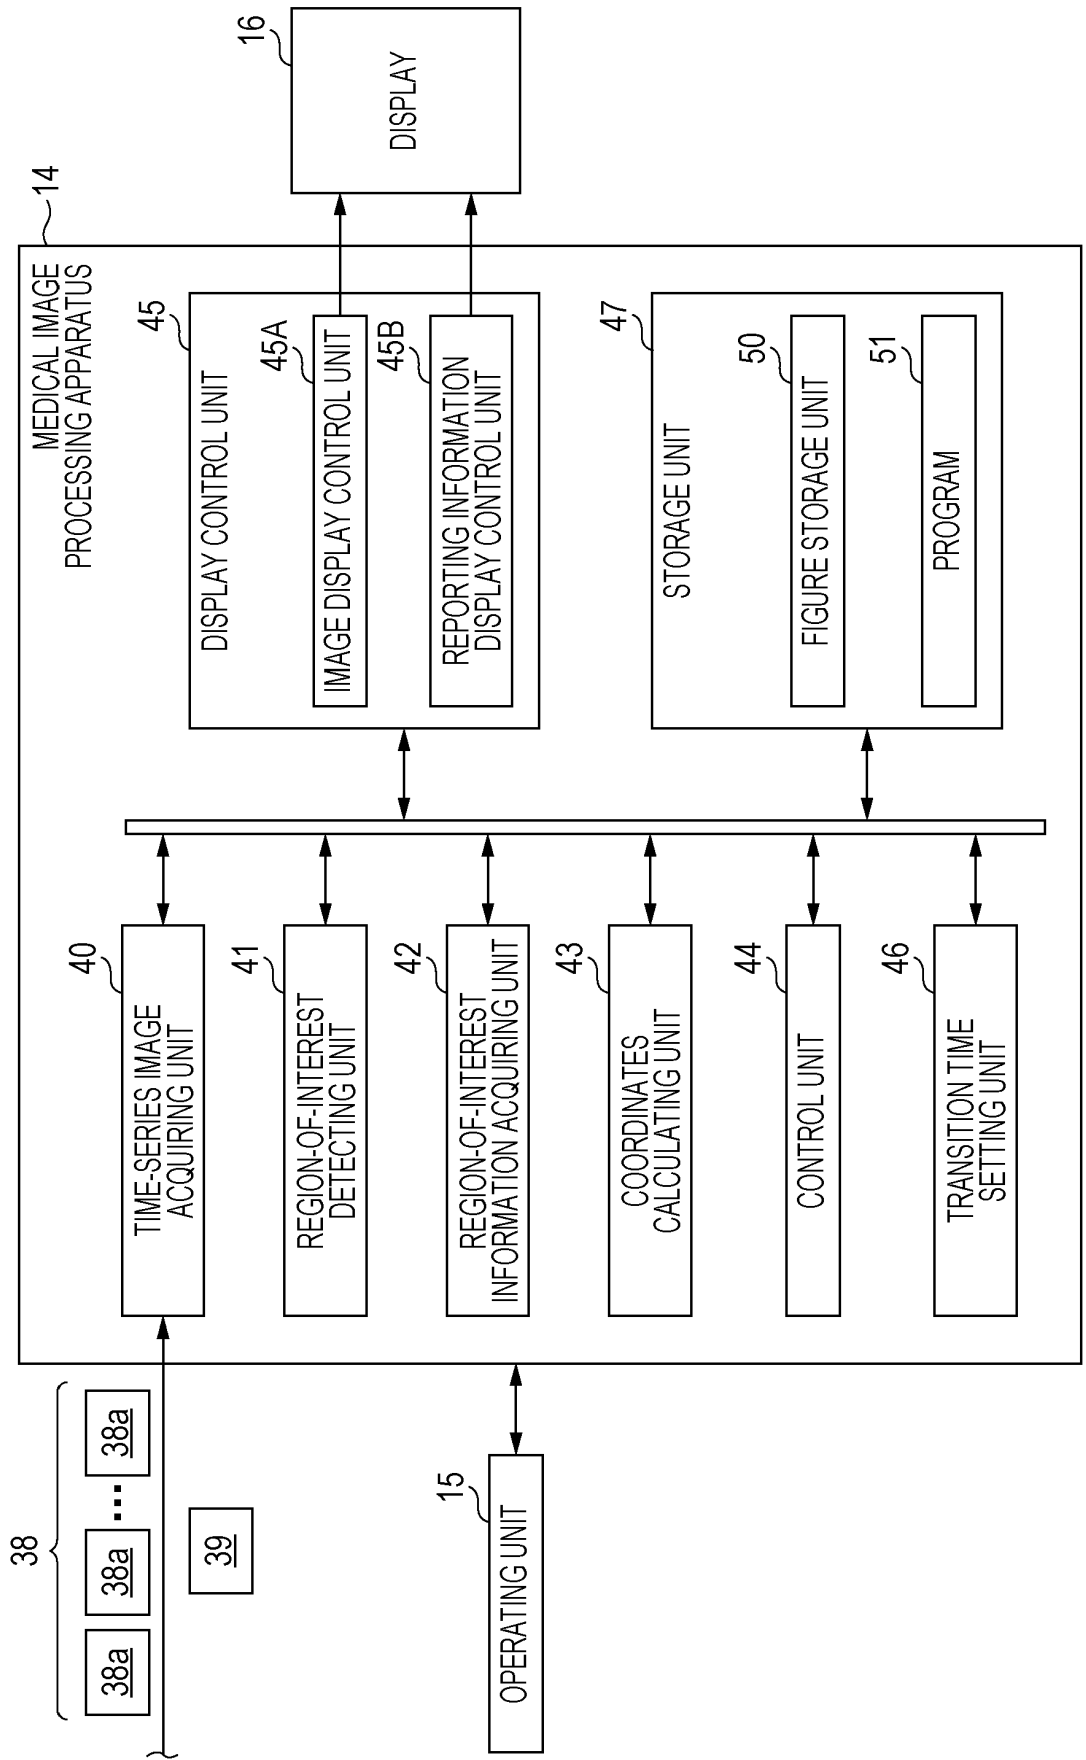 MEDICAL IMAGE
PROCESSING APPARATUS
14
38
38a
38a
...
38a
39
40
TIME-SERIES IMAGE
ACQUIRING UNIT
41
REGION-OF-INTEREST
DETECTING UNIT
42
REGION-OF-INTEREST
INFORMATION ACQUIRING UNIT
43
COORDINATES
CALCULATING UNIT
44
CONTROL UNIT
46
TRANSITION TIME
SETTING UNIT
45
DISPLAY CONTROL UNIT
45A
IMAGE DISPLAY CONTROL UNIT
45B
REPORTING INFORMATION
DISPLAY CONTROL UNIT
47
STORAGE UNIT
50
FIGURE STORAGE UNIT
51
PROGRAM
16
DISPLAY
15
OPERATING UNIT